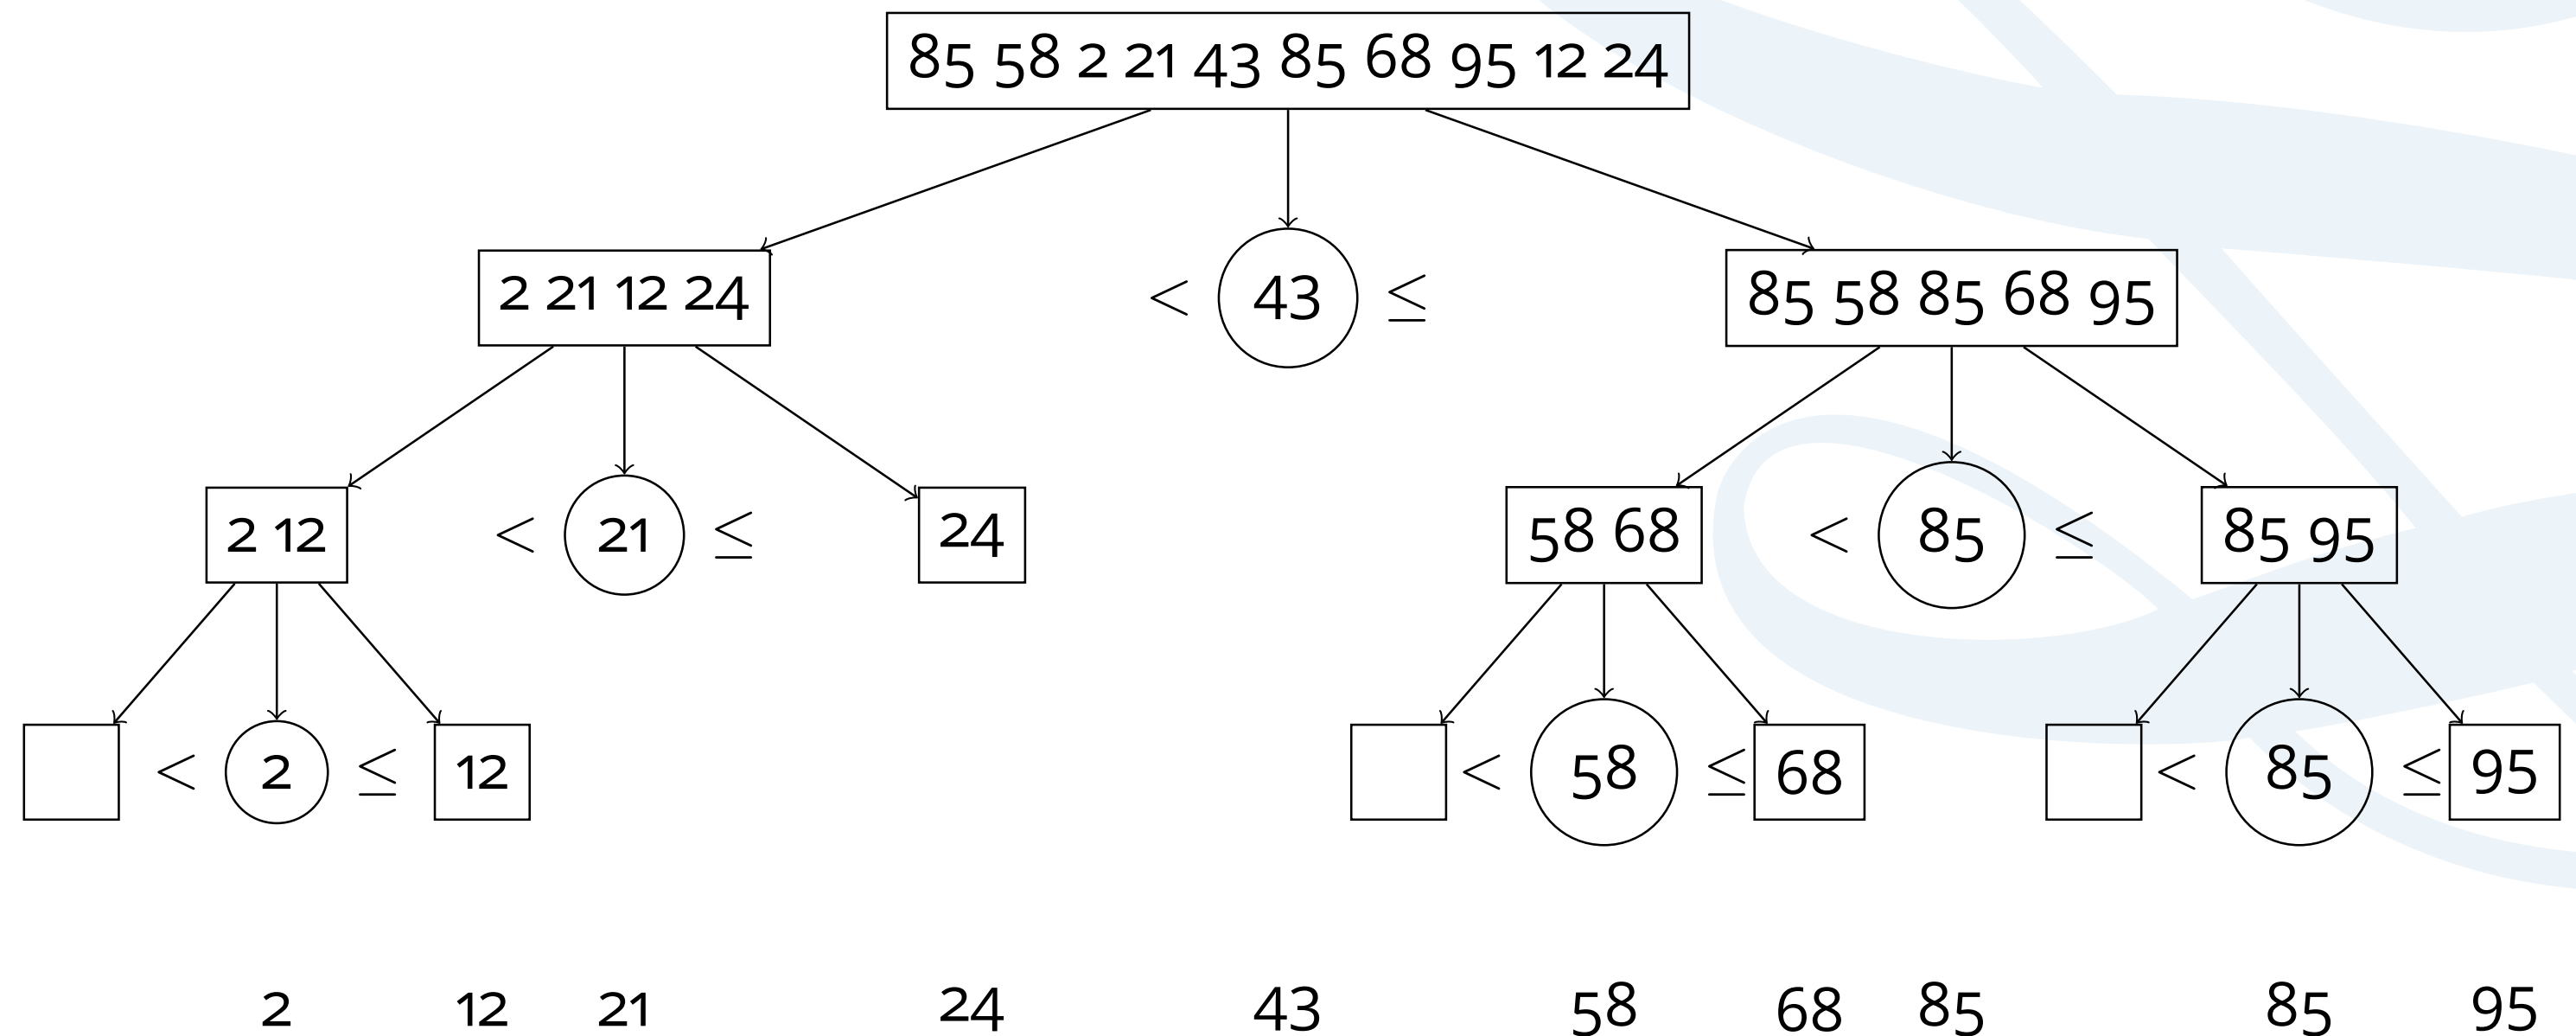 85 58 2 21 43 85 68 95 12 24
2 21 12 24 < 43 ≤ 85 58 85 68 95
2 12 < 21 ≤ 24 58 68 < 85 ≤ 85 95
< 2 ≤ 12 < 58 ≤ 68 < 85 ≤ 95
2 12 21 24 43 58 68 85 85 95